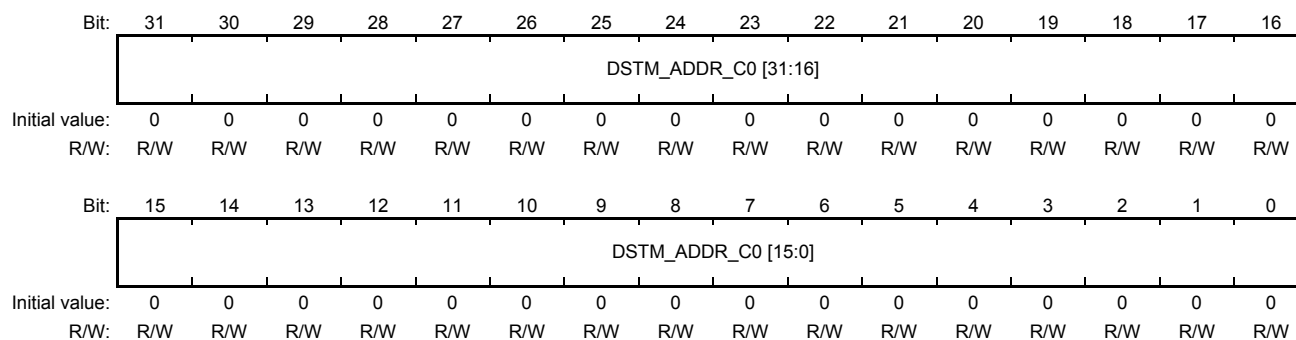 Bit: 31 30 29 28 27 26 25 24 23 22 21 20 19 18 17 16
DSTM_ADDR_C0 [31:16]
Initial value: 0 0 0 0 0 0 0 0 0 0 0 0 0 0 0 0
R/W: R/W R/W R/W R/W R/W R/W R/W R/W R/W R/W R/W R/W R/W R/W R/W R/W
Bit: 15 14 13 12 11 10 9 8 7 6 5 4 3 2 1 0
DSTM_ADDR_C0 [15:0]
Initial value: 0 0 0 0 0 0 0 0 0 0 0 0 0 0 0 0
R/W: R/W R/W R/W R/W R/W R/W R/W R/W R/W R/W R/W R/W R/W R/W R/W R/W